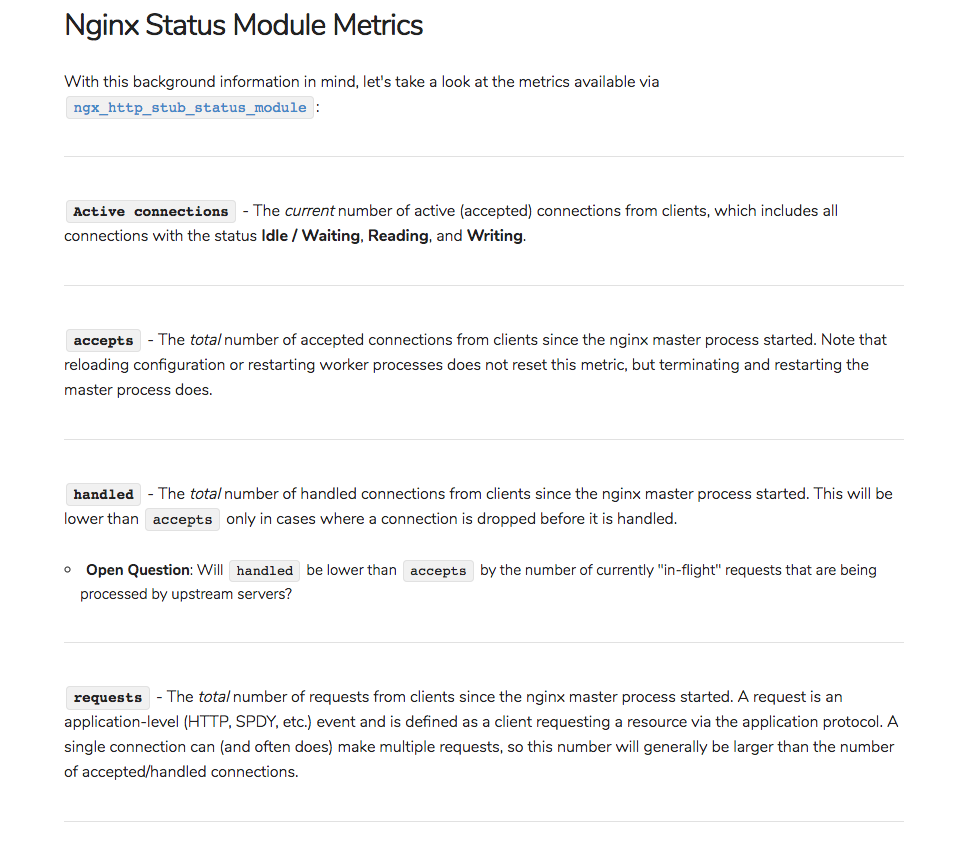 Nginx Status Module Metrics
With this background information in mind, let's take a look at the metrics available via
ngx_http_stub_status_module :
Active connections - The current number of active (accepted) connections from clients, which includes all
connections with the status Idle / Waiting, Reading, and Writing.
accepts - The total number of accepted connections from clients since the nginx master process started. Note that
reloading configuration or restarting worker processes does not reset this metric, but terminating and restarting the
master process does.
handled - The total number of handled connections from clients since the nginx master process started. This will be
lower than accepts only in cases where a connection is dropped before it is handled.
Open Question: Will handled be lower than accepts by the number of currently "in-flight" requests that are being
processed by upstream servers?
requests - The total number of requests from clients since the nginx master process started. A request is an
application-level (HTTP, SPDY, etc.) event and is defined as a client requesting a resource via the application protocol. A
single connection can (and often does) make multiple requests, so this number will generally be larger than the number
of accepted/handled connections.